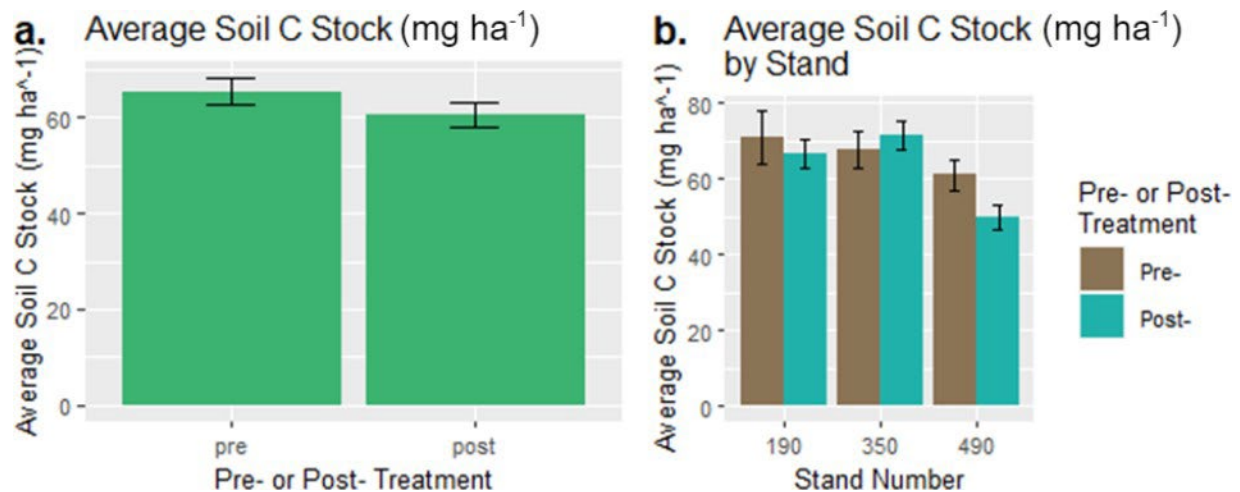 a. Average Soil C Stock (mg ha⁻¹)
Average Soil C Stock (mg ha^-1)
60
40
20
0
pre post
Pre- or Post- Treatment
b. Average Soil C Stock (mg ha⁻¹)
by Stand
Average Soil C Stock (mg ha^-1)
80
60
40
20
0
190 350 490
Stand Number
Pre- or Post-
Treatment
Pre-
Post-